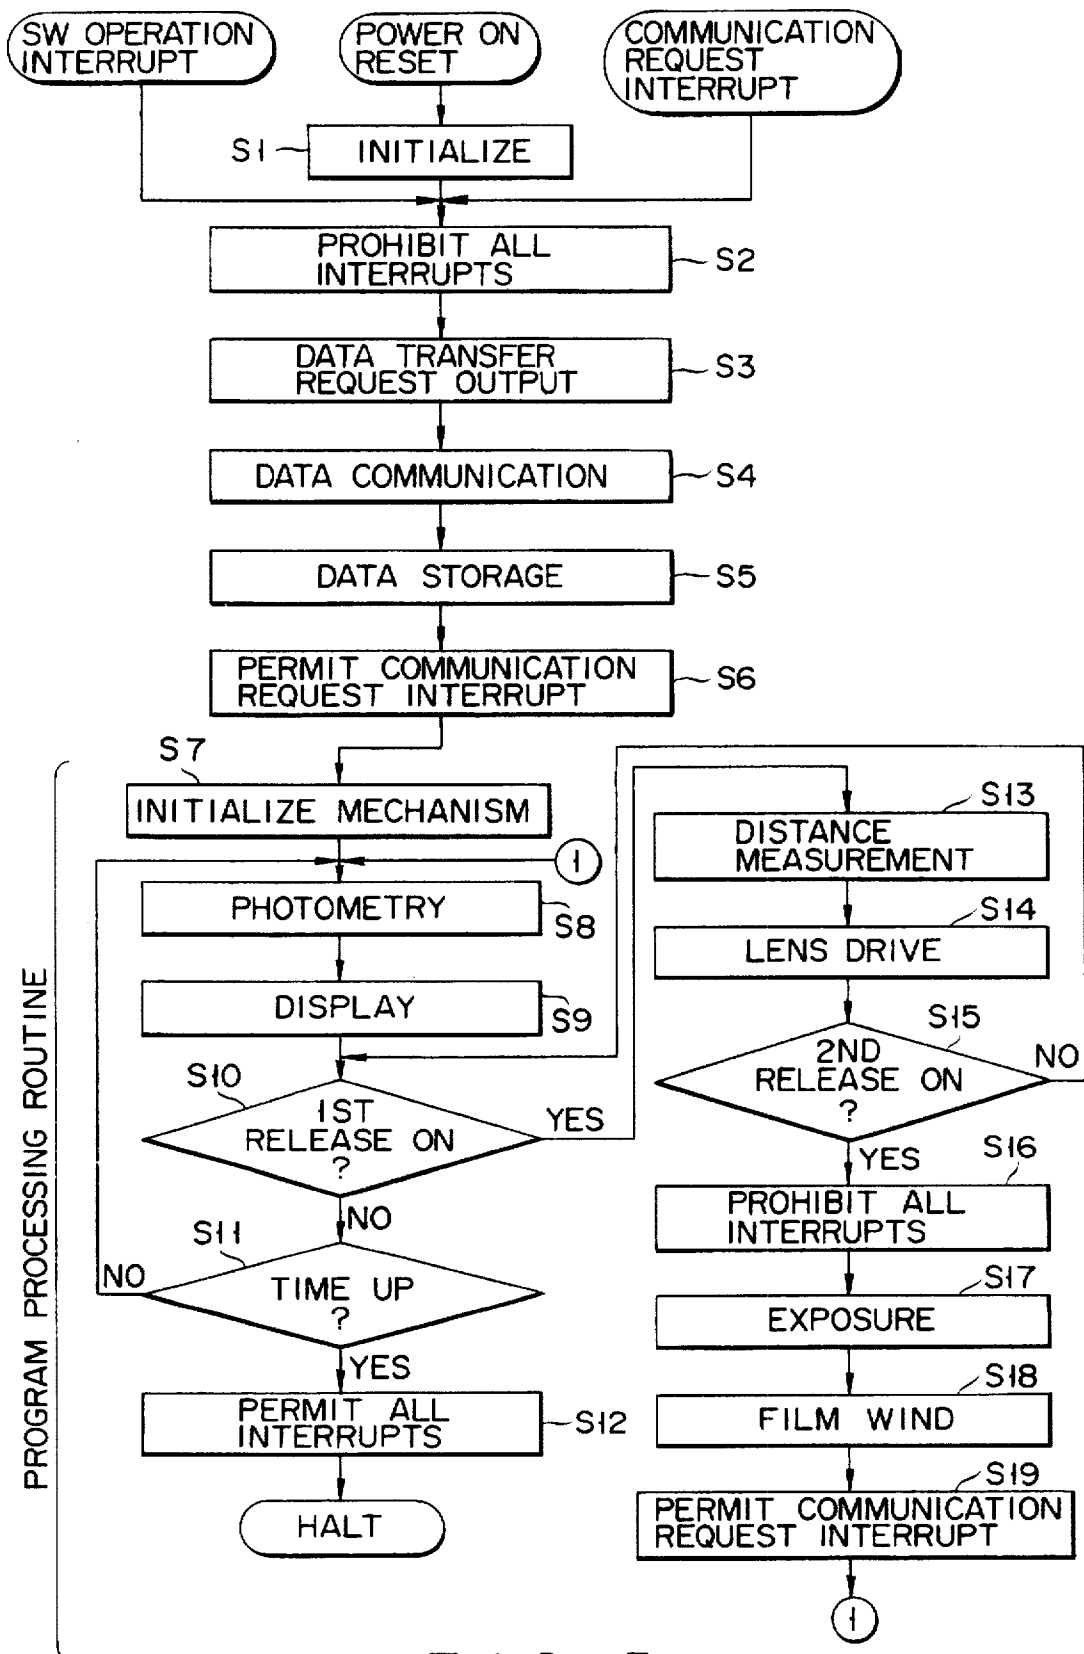 SW OPERATION
INTERRUPT
POWER ON
RESET
COMMUNICATION
REQUEST
INTERRUPT
S1
INITIALIZE
PROHIBIT ALL
INTERRUPTS
S2
DATA TRANSFER
REQUEST OUTPUT
S3
DATA COMMUNICATION
S4
DATA STORAGE
S5
PERMIT COMMUNICATION
REQUEST INTERRUPT
S6
PROGRAM PROCESSING ROUTINE
S7
INITIALIZE MECHANISM
1
PHOTOMETRY
S8
DISPLAY
S9
S10
1ST
RELEASE ON
?
YES
NO
S11
TIME UP
?
NO
YES
PERMIT ALL
INTERRUPTS
S12
HALT
S13
DISTANCE
MEASUREMENT
S14
LENS DRIVE
S15
2ND
RELEASE ON
?
NO
YES
S16
PROHIBIT ALL
INTERRUPTS
S17
EXPOSURE
S18
FILM WIND
S19
PERMIT COMMUNICATION
REQUEST INTERRUPT
1